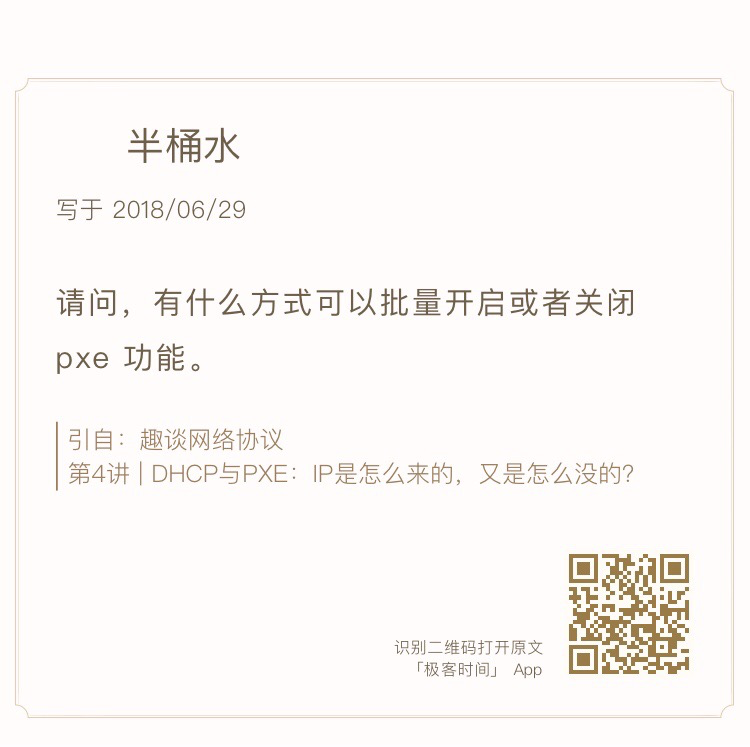 半桶水
写于 2018/06/29
请问，有什么方式可以批量开启或者关闭
pxe 功能。
引自：趣谈网络协议
第4讲 | DHCP与PXE：IP是怎么来的，又是怎么没的？
识别二维码打开原文
「极客时间」 App